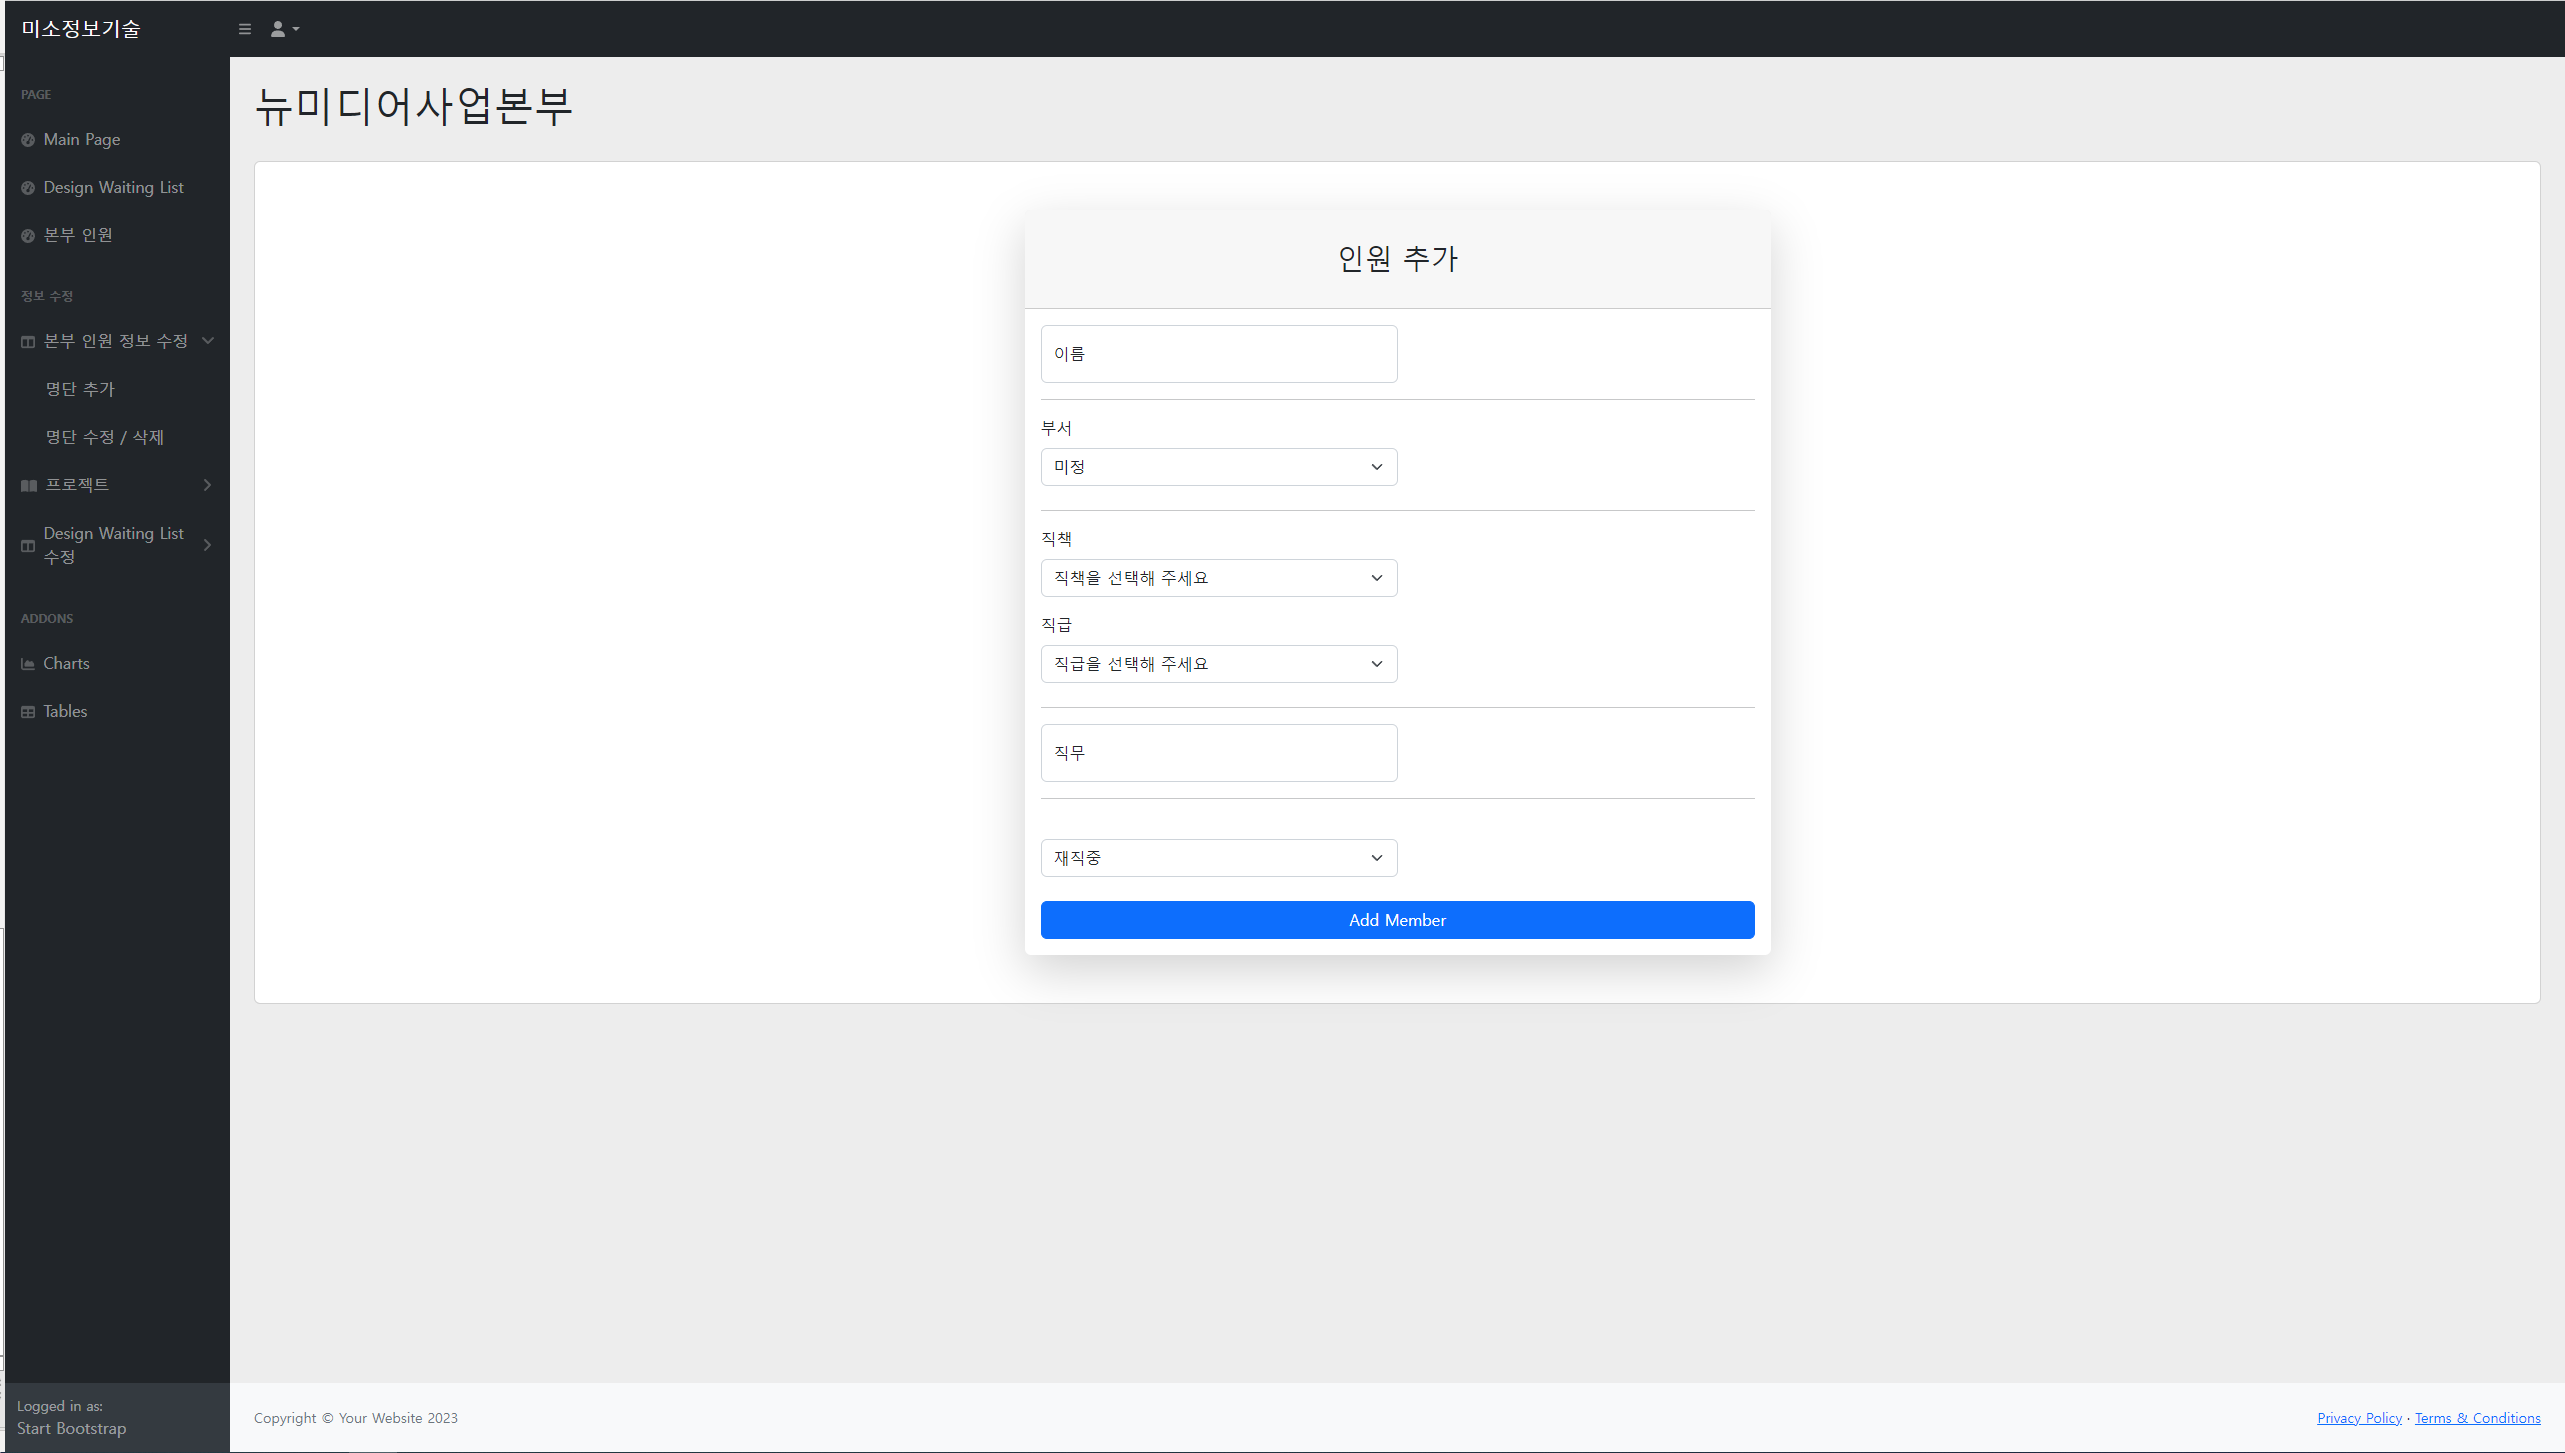 미소정보기술
PAGE
Main Page
Design Waiting List
본부 인원
정보 수정
본부 인원 정보 수정
명단 추가
명단 수정 / 삭제
프로젝트
Design Waiting List
수정
ADDONS
Charts
Tables
Logged in as:
Start Bootstrap
뉴미디어사업본부
인원 추가
이름
부서
미정
직책
직책을 선택해 주세요
직급
직급을 선택해 주세요
직무
재직중
Add Member
Copyright © Your Website 2023
Privacy Policy · Terms & Conditions